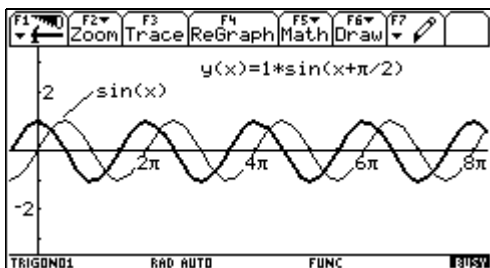 F1 F2 Zoom F3 Trace F4 ReGraph F5 Math F6 Draw F7
y(x)=1*sin(x+π/2)
2 sin(x)
2π 4π 6π 8π
-2
TRIGONO1 RAD AUTO FUNC BUSY